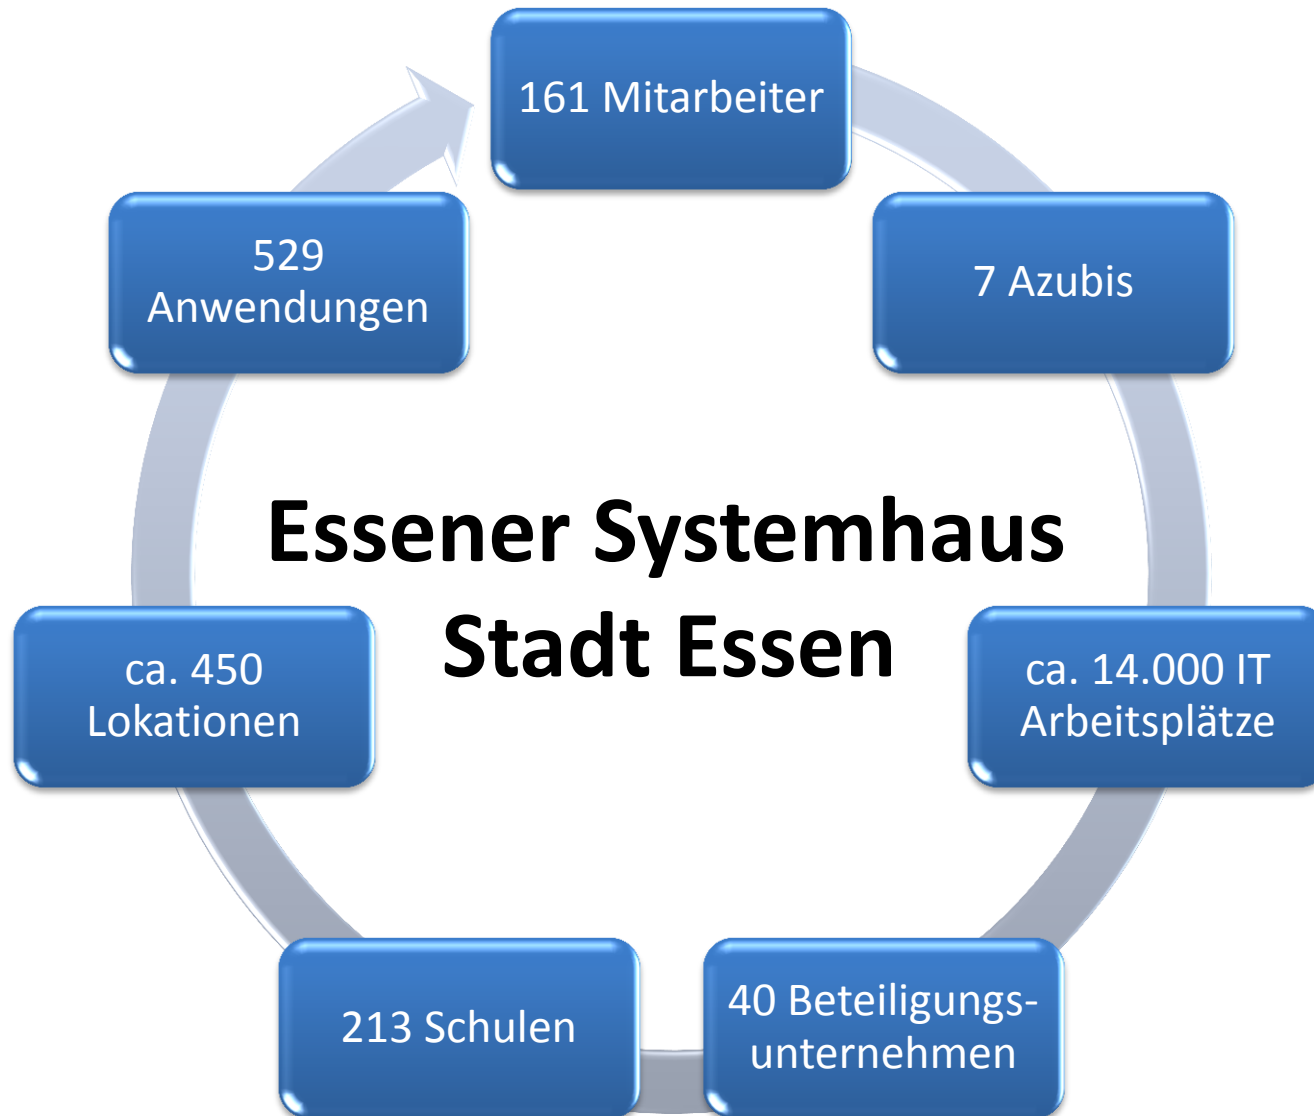 161 Mitarbeiter
7 Azubis
ca. 14.000 IT
Arbeitsplätze
40 Beteiligungs-
unternehmen
213 Schulen
ca. 450
Lokationen
529
Anwendungen
Essener Systemhaus
Stadt Essen